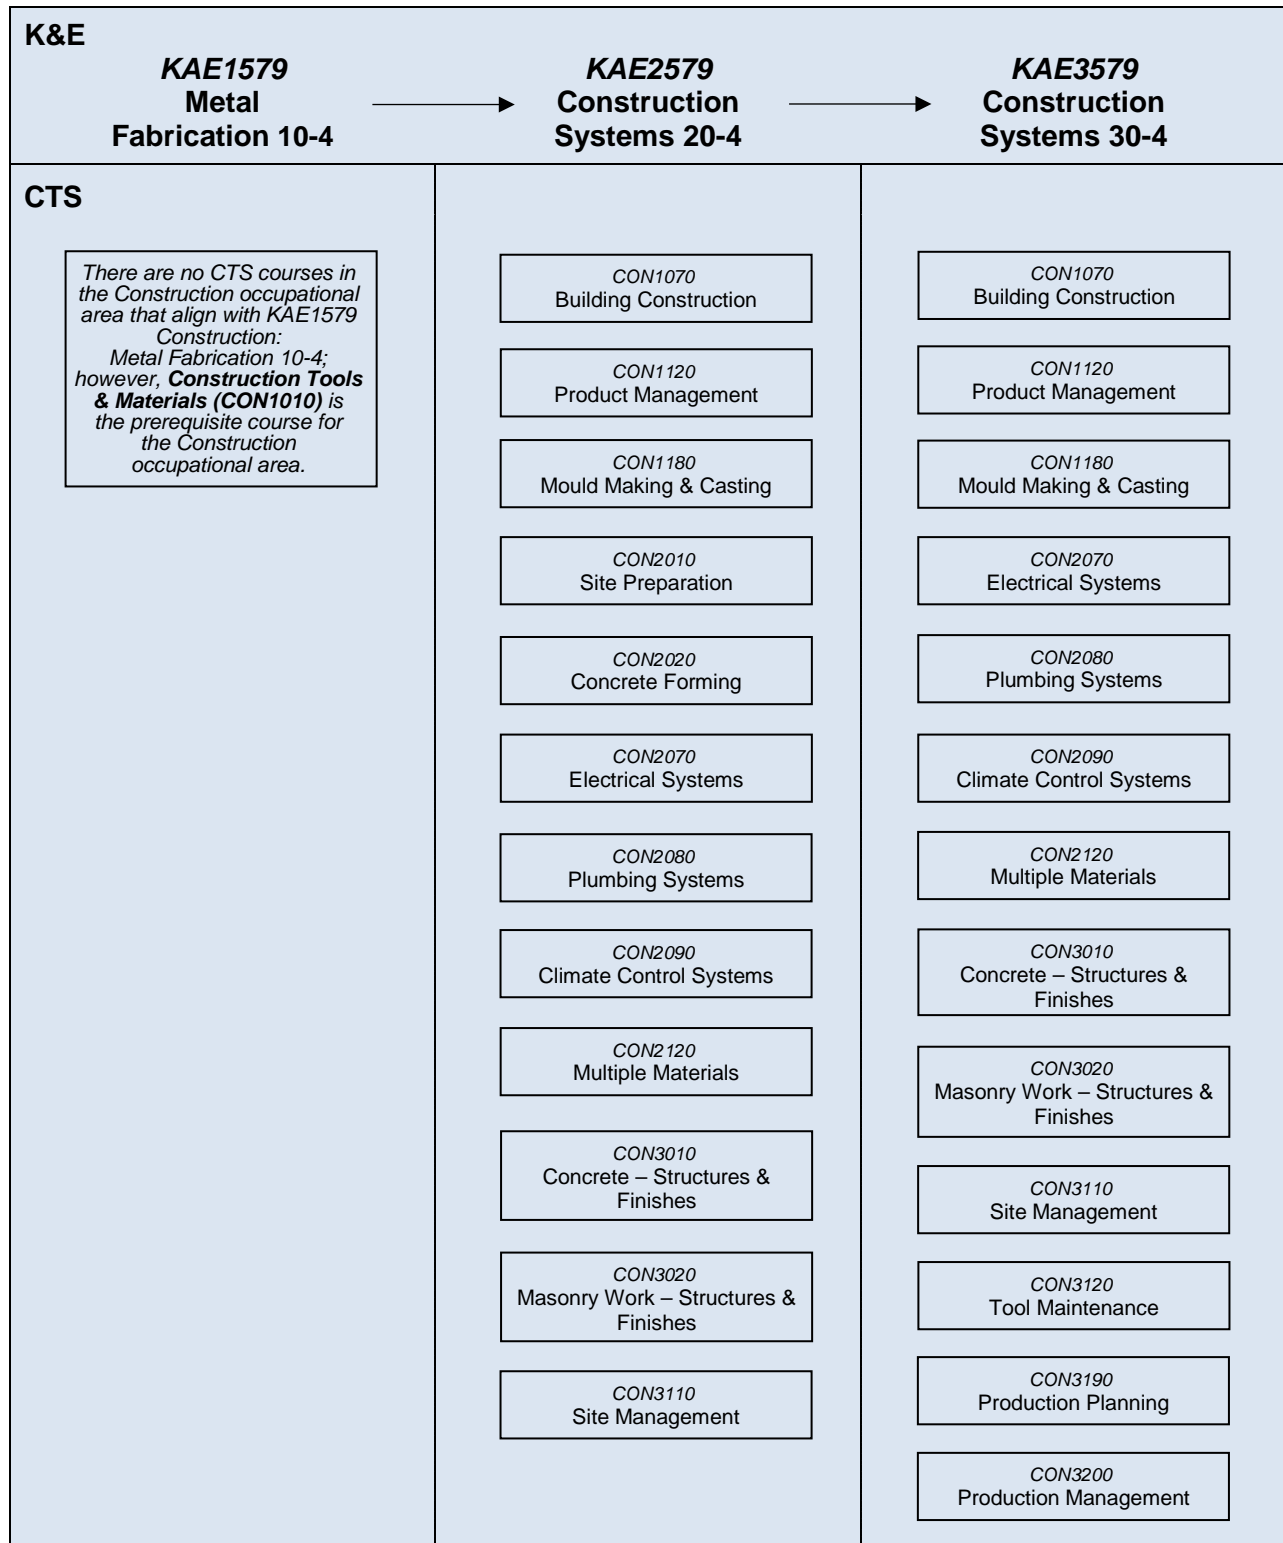 K&E
KAE1579
Metal
Fabrication 10-4
KAE2579
Construction
Systems 20-4
KAE3579
Construction
Systems 30-4
CTS
There are no CTS courses in
the Construction occupational
area that align with KAE1579
Construction:
Metal Fabrication 10-4;
however, Construction Tools
& Materials (CON1010) is
the prerequisite course for
the Construction
occupational area.
CON1070
Building Construction
CON1120
Product Management
CON1180
Mould Making & Casting
CON2010
Site Preparation
CON2020
Concrete Forming
CON2070
Electrical Systems
CON2080
Plumbing Systems
CON2090
Climate Control Systems
CON2120
Multiple Materials
CON3010
Concrete – Structures &
Finishes
CON3020
Masonry Work – Structures &
Finishes
CON3110
Site Management
CON1070
Building Construction
CON1120
Product Management
CON1180
Mould Making & Casting
CON2070
Electrical Systems
CON2080
Plumbing Systems
CON2090
Climate Control Systems
CON2120
Multiple Materials
CON3010
Concrete – Structures &
Finishes
CON3020
Masonry Work – Structures &
Finishes
CON3110
Site Management
CON3120
Tool Maintenance
CON3190
Production Planning
CON3200
Production Management